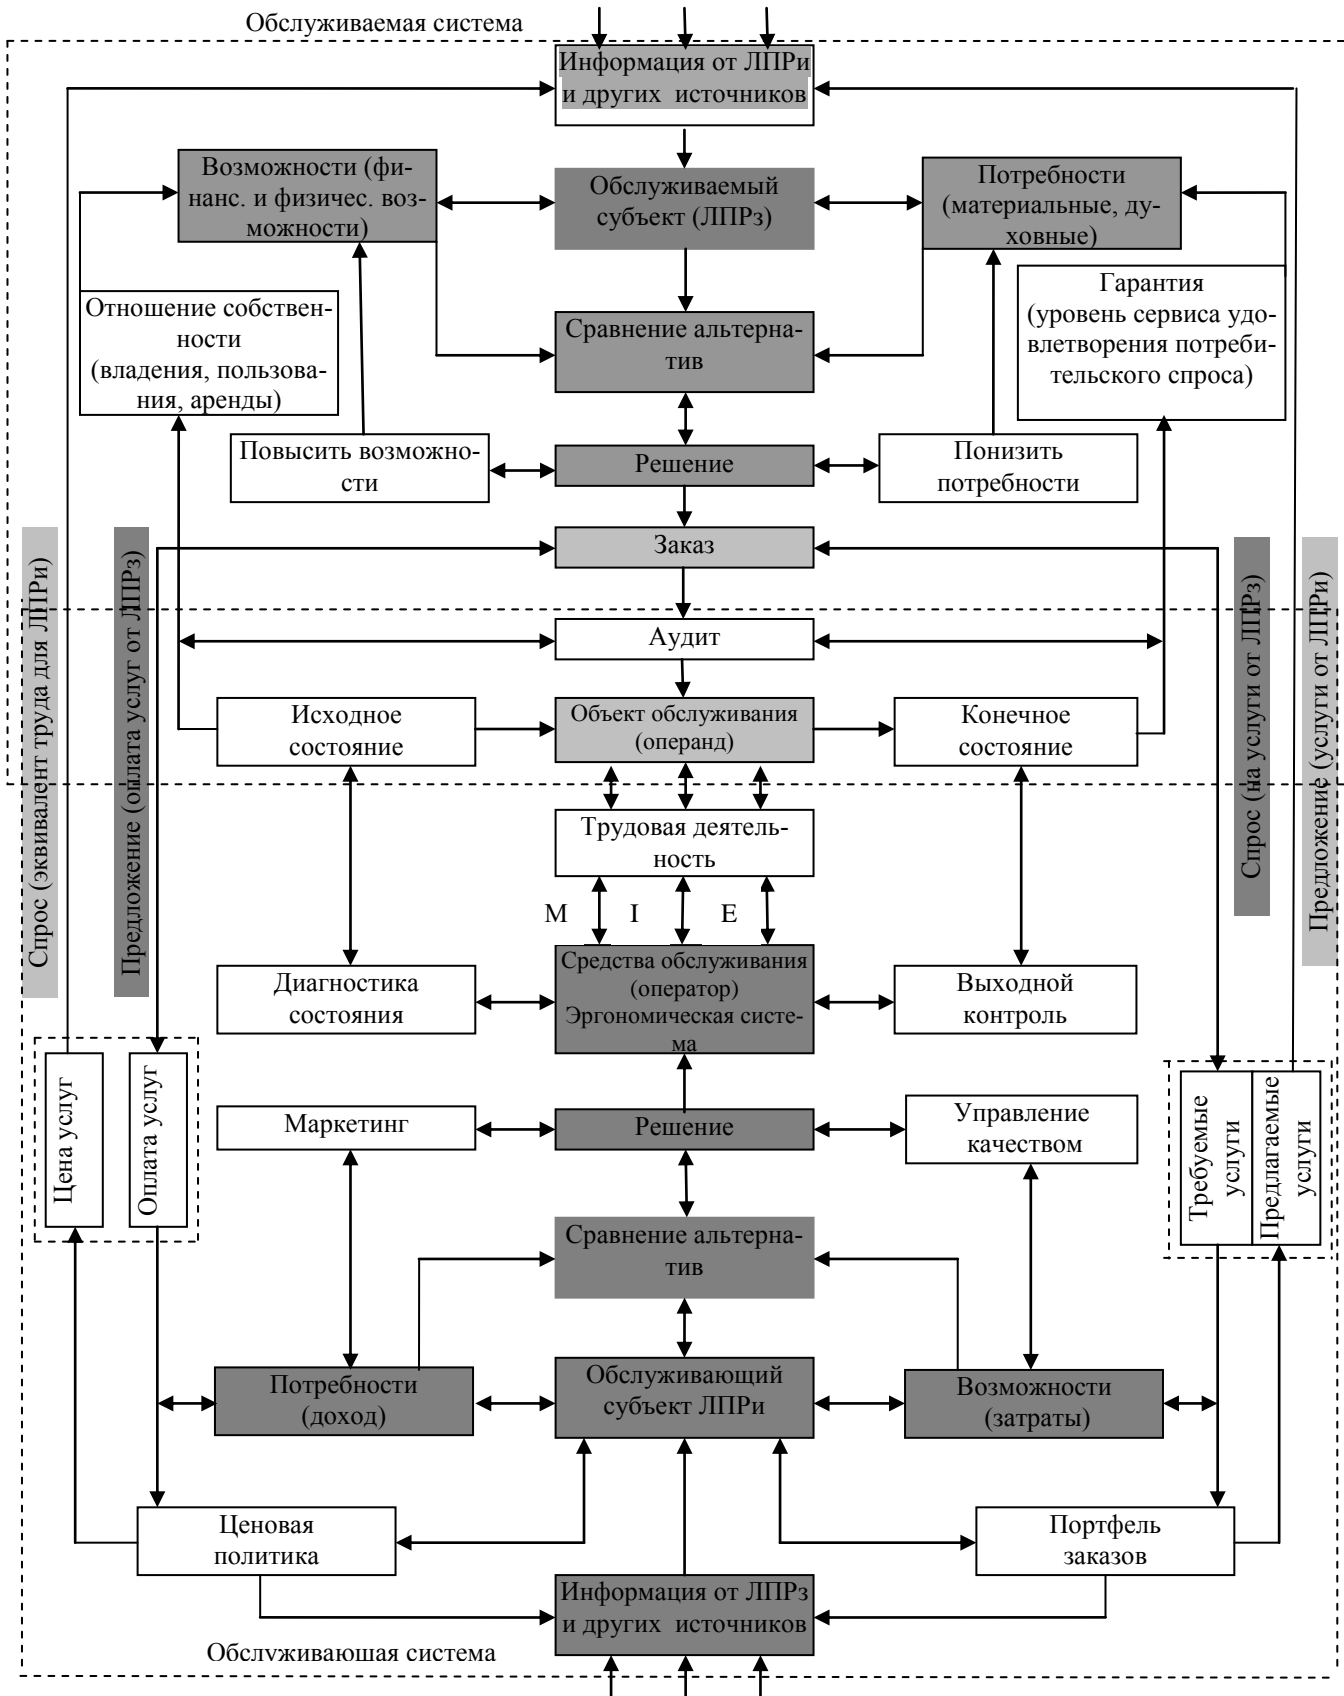 Обслуживаемая система
Информация от ЛПРи
и других источников
Возможности (фи-
нанс. и физичес. воз-
можности)
Обслуживаемый
субъект (ЛПРз)
Потребности
(материальные, ду-
ховные)
Отношение собствен-
ности
(владения, пользова-
ния, аренды)
Сравнение альтерна-
тив
Гарантия
(уровень сервиса удо-
влетворения потреби-
тельского спроса)
Повысить возможно-
сти
Решение
Понизить
потребности
Заказ
Спрос (эквивалент труда для ЛПРи)
Предложение (оплата услуг от ЛПРз)
Спрос (на услуги от ЛПРз)
Предложение (услуги от ЛПРи)
Аудит
Исходное
состояние
Объект обслуживания
(операнд)
Конечное
состояние
Трудовая деятель-
ность
M I E
Диагностика
состояния
Средства обслуживания
(оператор)
Эргономическая систе-
ма
Выходной
контроль
Цена услуг
Оплата услуг
Маркетинг
Решение
Управление
качеством
Требуемые
услуги
Предлагаемые
услуги
Сравнение альтерна-
тив
Потребности
(доход)
Обслуживающий
субъект ЛПРи
Возможности
(затраты)
Ценовая
политика
Портфель
заказов
Информация от ЛПРз
и других источников
Обслуживающая система